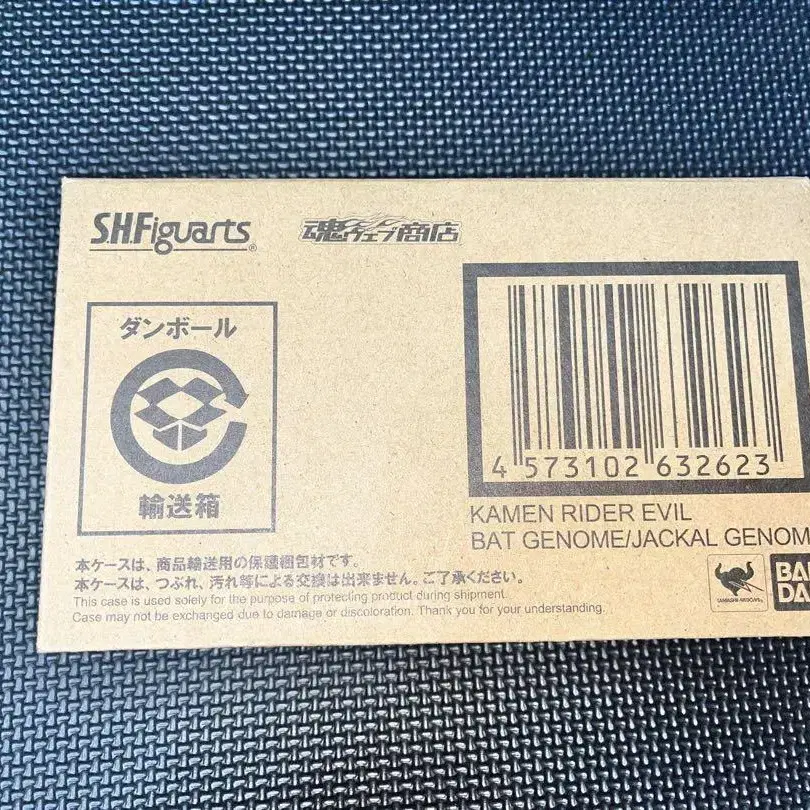 S.H.Figuarts®
魂ウェブ商店
ダンボール
輸送箱
4 573102 632623
KAMEN RIDER EVIL
BAT GENOME/JACKAL GENOM
本ケースは、商品輸送用の保護梱包材です。
本ケースは、つぶれ、汚れ等による交換は出来ません。ご了承ください。
This case is used solely for the purpose of protecting product during shipment.
Case may not be exchanged due to damage or discoloration. Thank you for your understanding.
TAMASHII NATIONS
BAN
DA